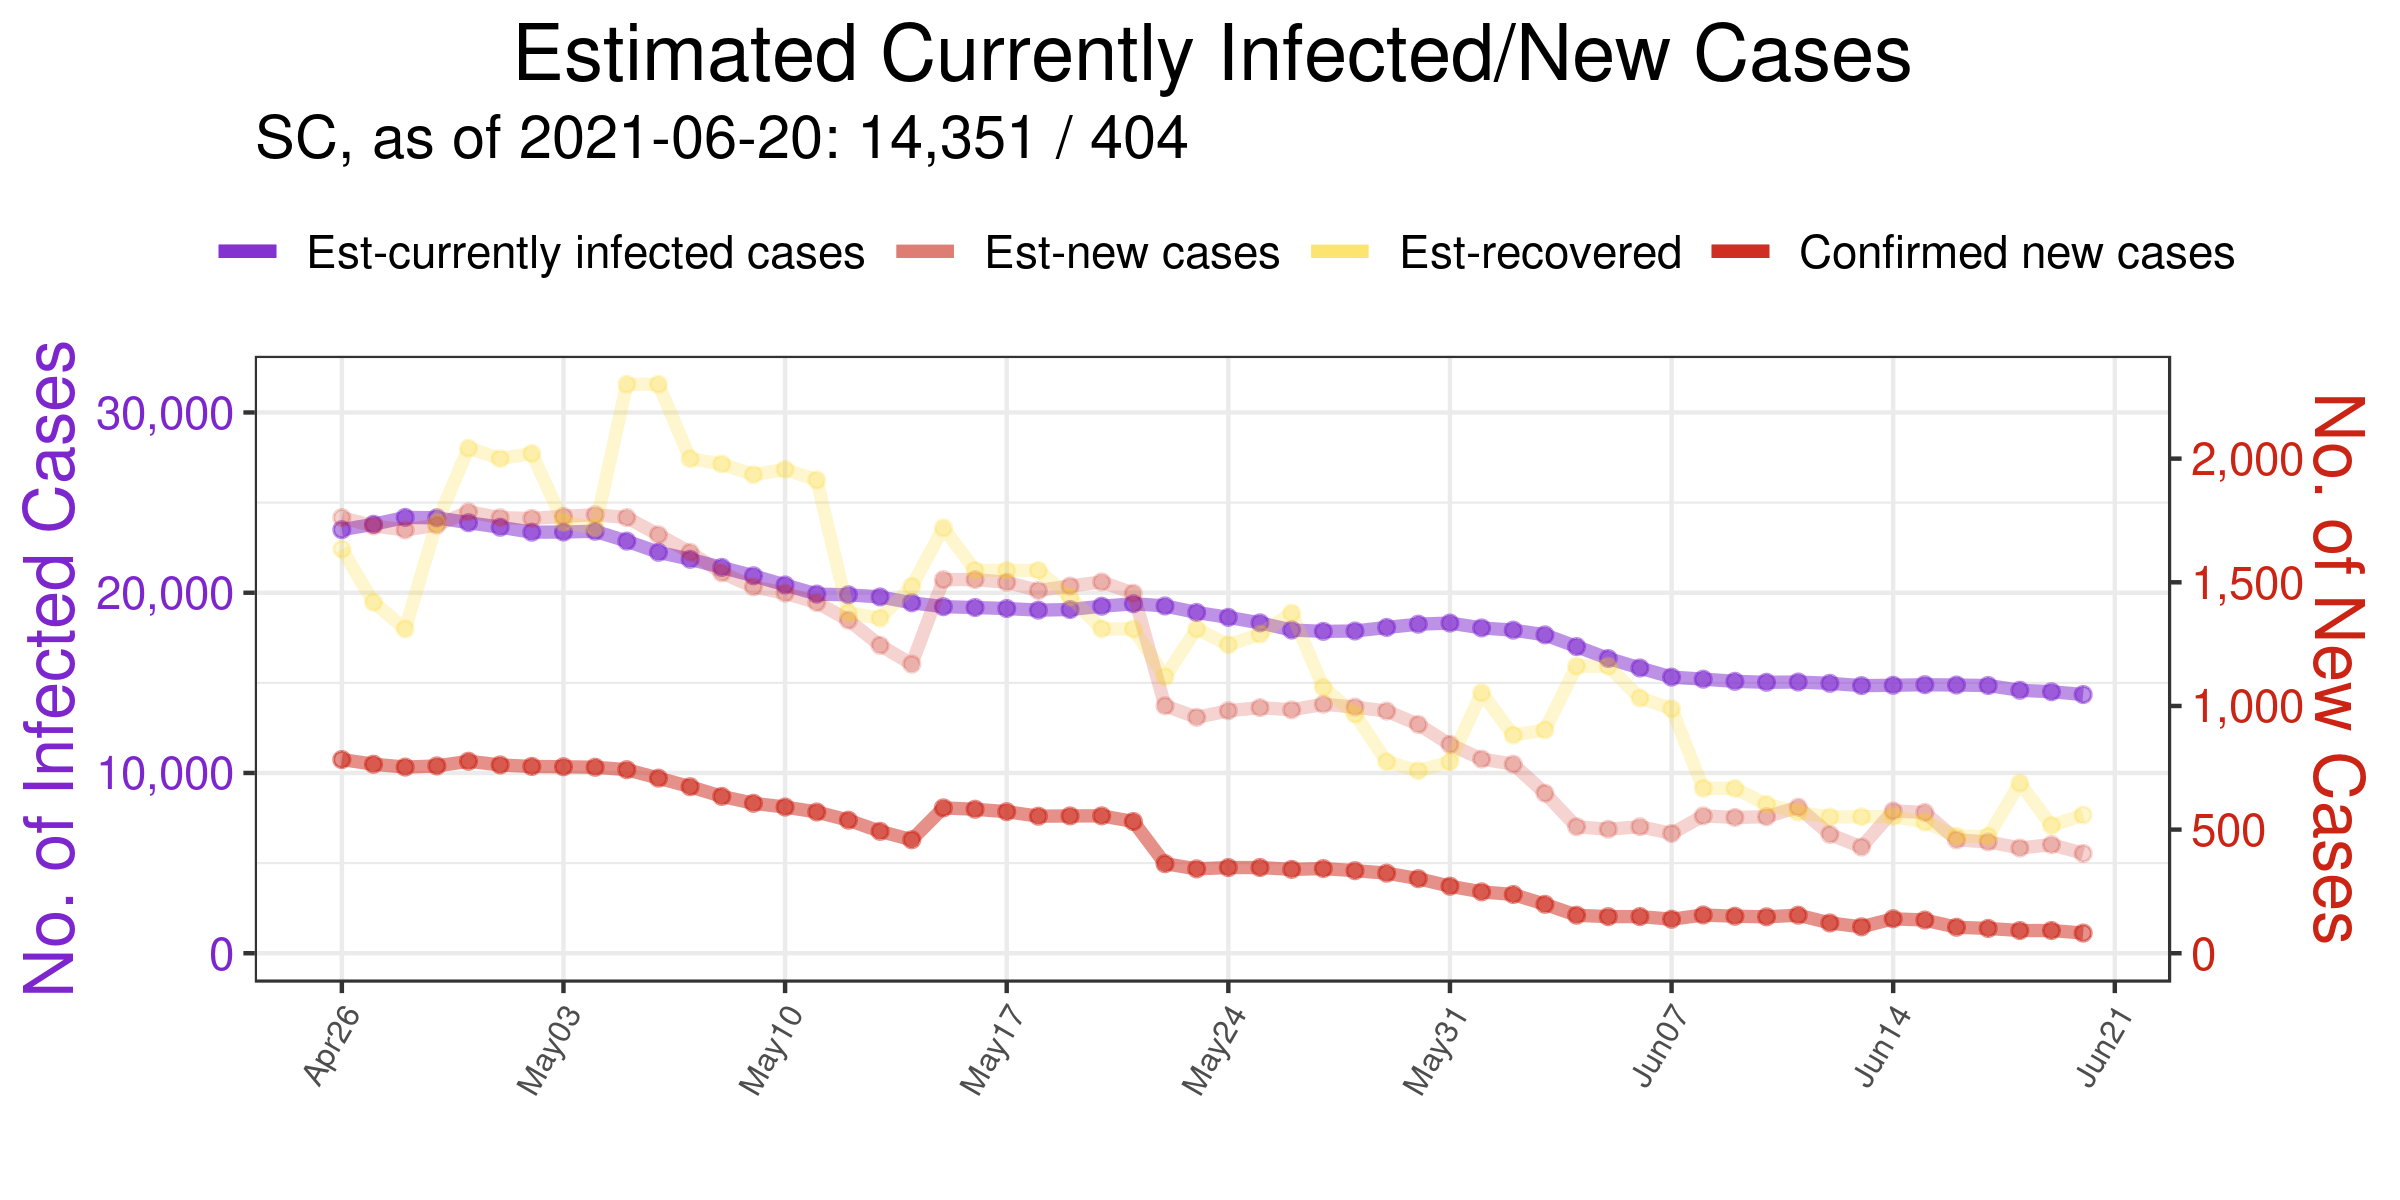 Estimated Currently Infected/New Cases
SC, as of 2021-06-20: 14,351 / 404
Est-currently infected cases Est-new cases Est-recovered Confirmed new cases
No. of Infected Cases
30,000
20,000
10,000
0
2,000
1,500
1,000
500
0
No. of New Cases
Apr26 May03 May10 May17 May24 May31 Jun07 Jun14 Jun21